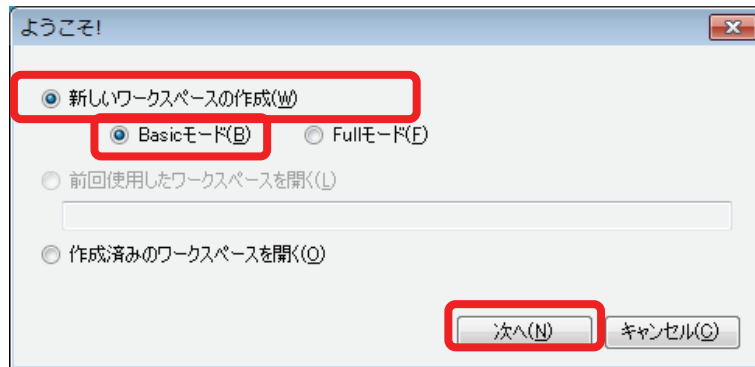 ようこそ!
新しいワークスペースの作成(W)
Basicモード(B) Fullモード(F)
前回使用したワークスペースを開く(L)
作成済みのワークスペースを開く(O)
次へ(N) キャンセル(C)